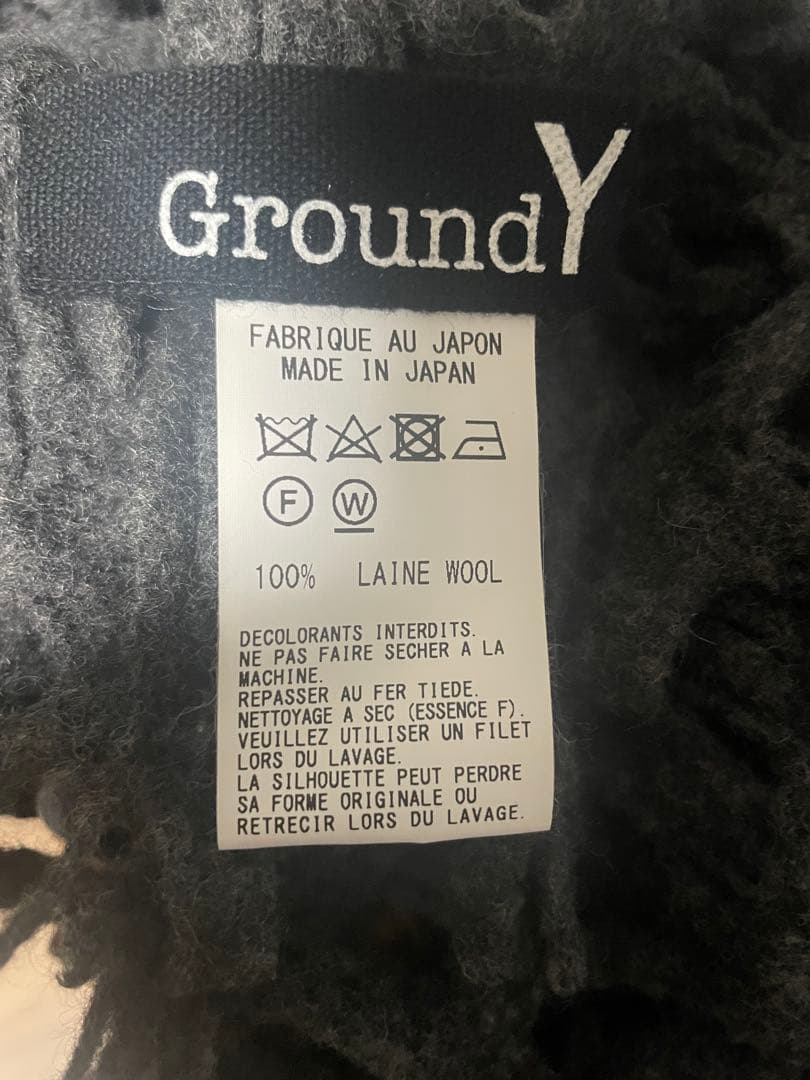 GroundY
FABRIQUE AU JAPON
MADE IN JAPAN
F W
100% LAINE WOOL
DECOLORANTS INTERDITS.
NE PAS FAIRE SECHER A LA
MACHINE.
REPASSER AU FER TIEDE.
NETTOYAGE A SEC (ESSENCE F).
VEUILLEZ UTILISER UN FILET
LORS DU LAVAGE.
LA SILHOUETTE PEUT PERDRE
SA FORME ORIGINALE OU
RETRECIR LORS DU LAVAGE.